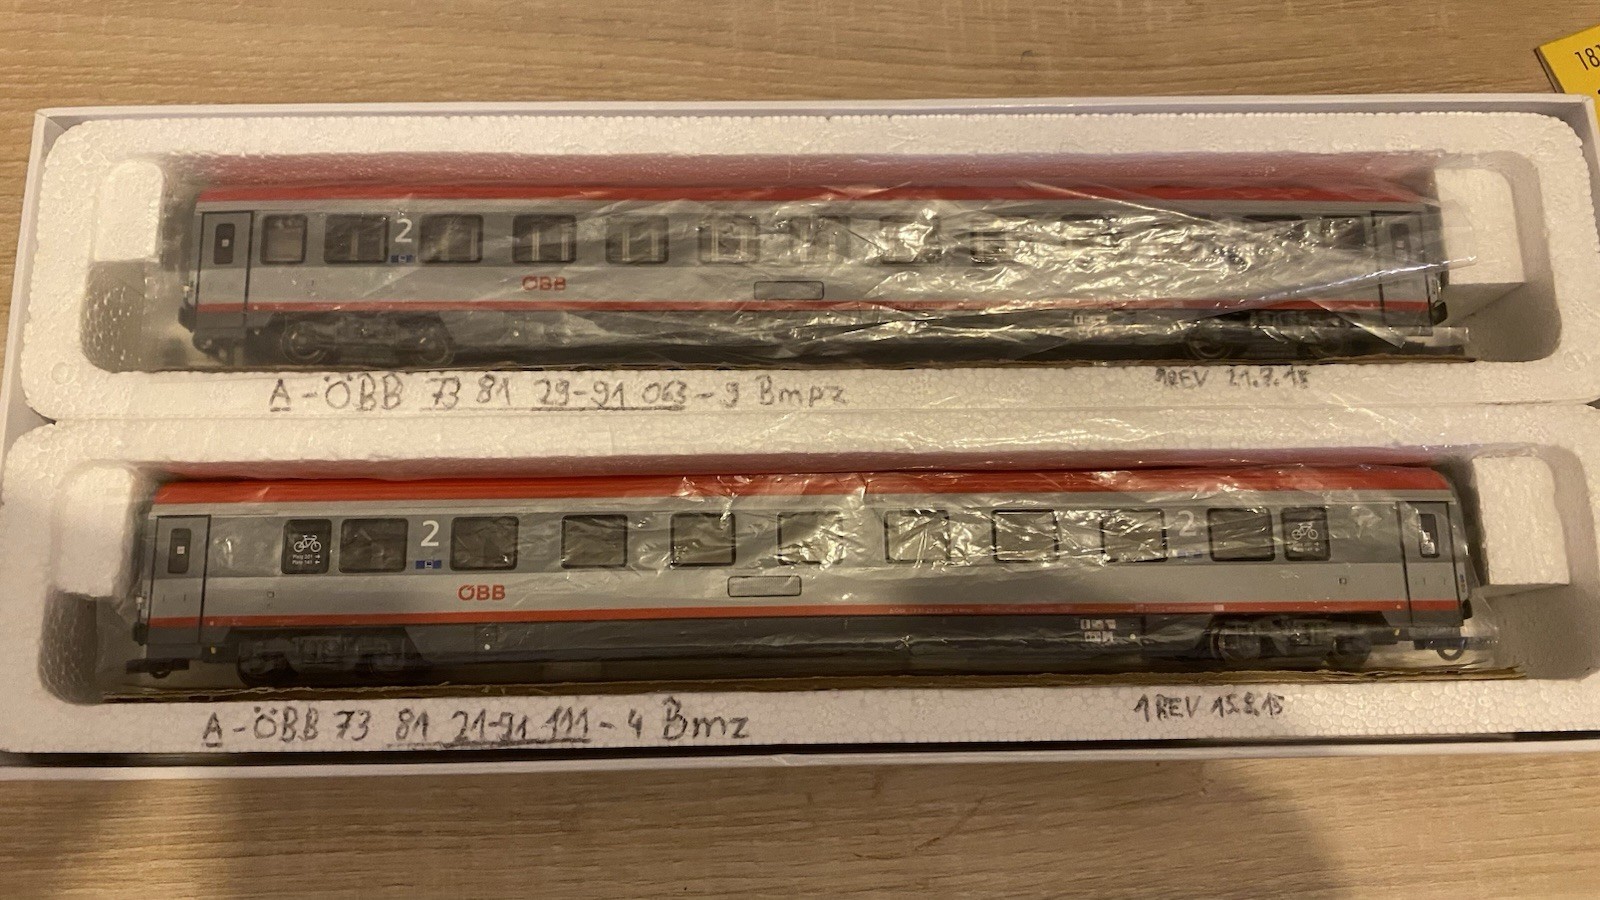 181
2
ÖBB
A-ÖBB 73 81 29-91 063-9 Bmpz
1REV 21.7.15
2
2
ÖBB
A-ÖBB 73 81 21-91 111-4 Bmz
1REV 15.8.15